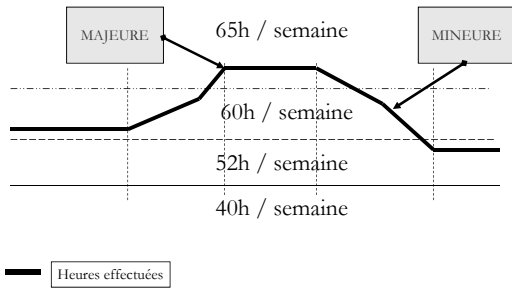 MAJEURE
65h / semaine
MINEURE
60h / semaine
52h / semaine
40h / semaine
Heures effectuées